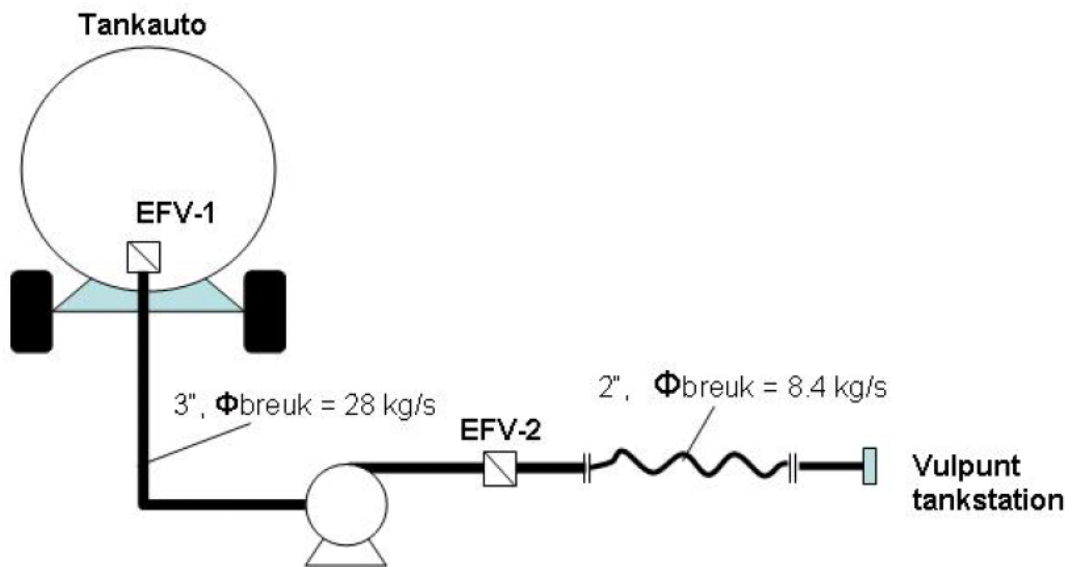 Tankauto
EFV-1
3", Φbreuk = 28 kg/s
2", Φbreuk = 8.4 kg/s
EFV-2
Vulpunt
tankstation